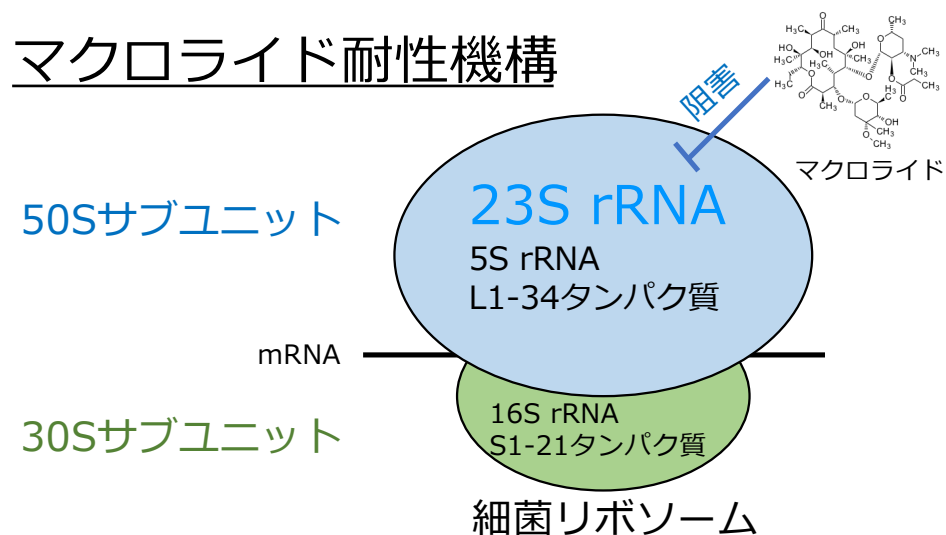 マクロライド耐性機構
阻害
マクロライド
50Sサブユニット
23S rRNA
5S rRNA
L1-34タンパク質
mRNA
30Sサブユニット
16S rRNA
S1-21タンパク質
細菌リボソーム